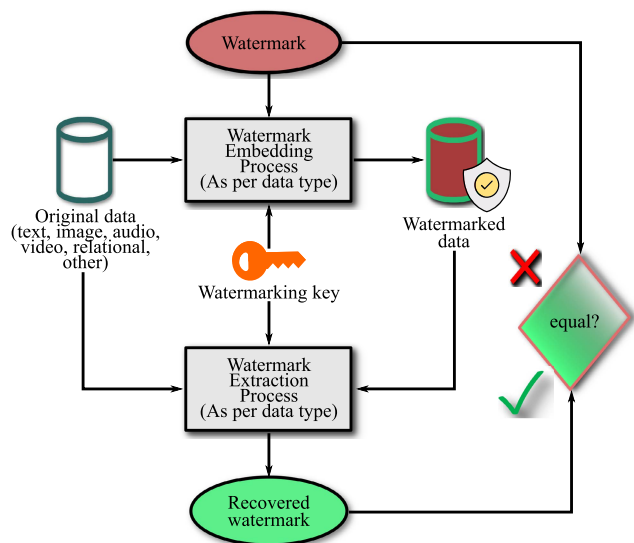 Watermark
Watermark
Embedding
Process
(As per data type)
Original data
(text, image, audio,
video, relational,
other)
Watermarked
data
Watermarking key
equal?
Watermark
Extraction
Process
(As per data type)
Recovered
watermark